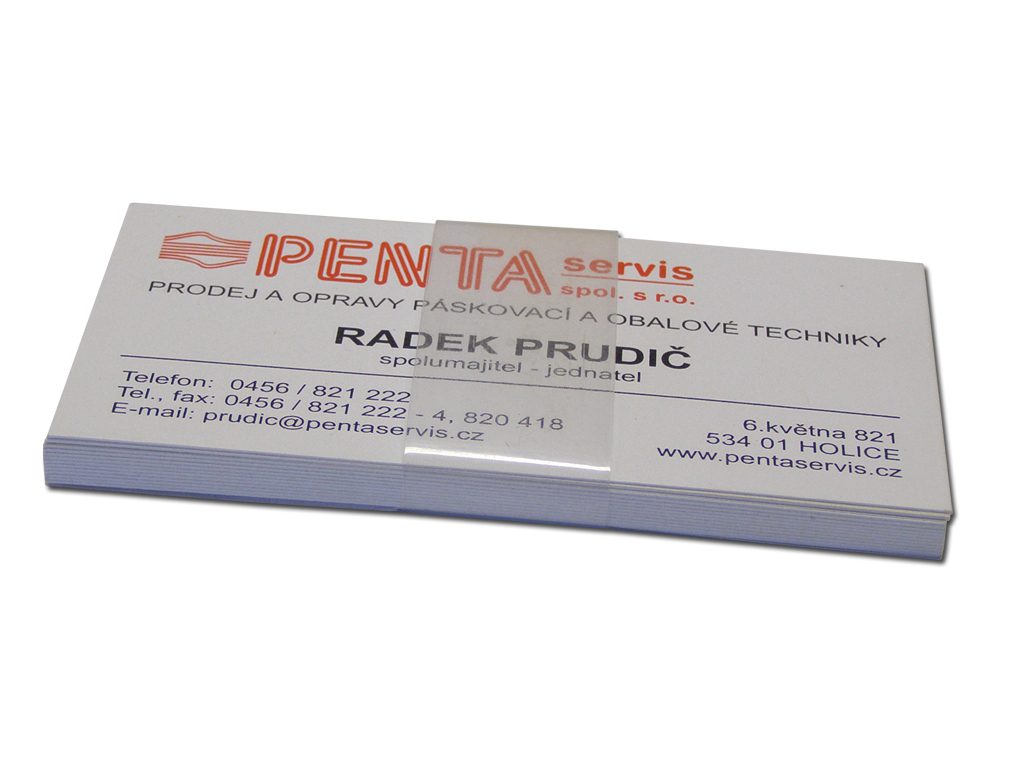 PENTA servis
spol. s r.o.
PRODEJ A OPRAVY PÁSKOVACÍ A OBALOVÉ TECHNIKY
RADEK PRUDIČ
spolumajitel - jednatel
Telefon: 0456 / 821 222
Tel., fax: 0456 / 821 222 - 4, 820 418
E-mail: prudic@pentaservis.cz
6.května 821
534 01 HOLICE
www.pentaservis.cz